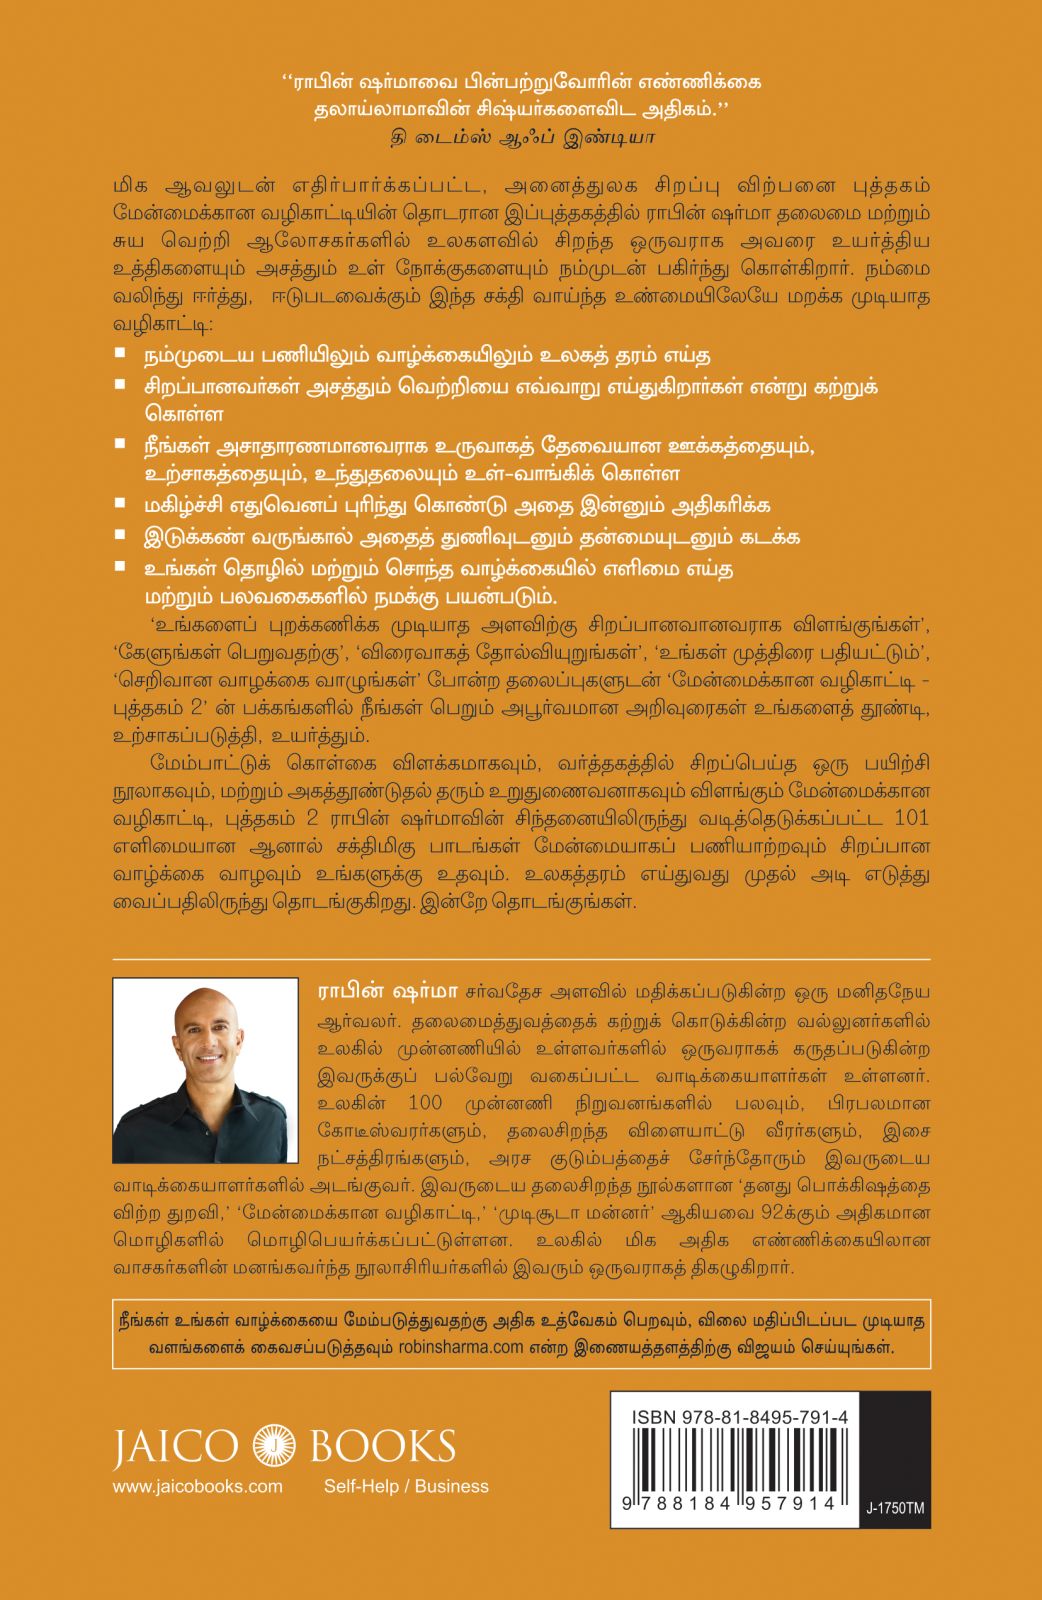 “ராபின் ஷர்மாவை பின்பற்றுவோரின் எண்ணிக்கை
தலாய்லாமாவின் சிஷ்யர்களைவிட அதிகம்.”
தி டைம்ஸ் ஆஃப் இண்டியா
மிக ஆவலுடன் எதிர்பார்க்கப்பட்ட, அனைத்துலக சிறப்பு விற்பனை புத்தகம்
மேன்மைக்கான வழிகாட்டியின் தொடரான இப்புத்தகத்தில் ராபின் ஷர்மா தலைமை மற்றும்
சுய வெற்றி ஆலோசகர்களில் உலகளவில் சிறந்த ஒருவராக அவரை உயர்த்திய
உத்திகளையும் அசத்தும் உள் நோக்குகளையும் நம்முடன் பகிர்ந்து கொள்கிறார். நம்மை
வலிந்து ஈர்த்து, ஈடுபடவைக்கும் இந்த சக்தி வாய்ந்த உண்மையிலேயே மறக்க முடியாத
வழிகாட்டி:
▪ நம்முடைய பணியிலும் வாழ்க்கையிலும் உலகத் தரம் எய்த
▪ சிறப்பானவர்கள் அசத்தும் வெற்றியை எவ்வாறு எய்துகிறார்கள் என்று கற்றுக்
கொள்ள
▪ நீங்கள் அசாதாரணமானவராக உருவாகத் தேவையான ஊக்கத்தையும்,
உற்சாகத்தையும், உந்துதலையும் உள்-வாங்கிக் கொள்ள
▪ மகிழ்ச்சி எதுவெனப் புரிந்து கொண்டு அதை இன்னும் அதிகரிக்க
▪ இடுக்கண் வருங்கால் அதைத் துணிவுடனும் தன்மையுடனும் கடக்க
▪ உங்கள் தொழில் மற்றும் சொந்த வாழ்க்கையில் எளிமை எய்த
மற்றும் பலவகைகளில் நமக்கு பயன்படும்.
‘உங்களைப் புறக்கணிக்க முடியாத அளவிற்கு சிறப்பானவானவராக விளங்குங்கள்’,
‘கேளுங்கள் பெறுவதற்கு’, ‘விரைவாகத் தோல்வியுறுங்கள்’, ‘உங்கள் முத்திரை பதியட்டும்’,
‘செறிவான வாழக்கை வாழுங்கள்’ போன்ற தலைப்புகளுடன் ‘மேன்மைக்கான வழிகாட்டி -
புத்தகம் 2’ ன் பக்கங்களில் நீங்கள் பெறும் அபூர்வமான அறிவுரைகள் உங்களைத் தூண்டி,
உற்சாகப்படுத்தி, உயர்த்தும்.
மேம்பாட்டுக் கொள்கை விளக்கமாகவும், வர்த்தகத்தில் சிறப்பெய்த ஒரு பயிற்சி
நூலாகவும், மற்றும் அகத்தூண்டுதல் தரும் உறுதுணைவனாகவும் விளங்கும் மேன்மைக்கான
வழிகாட்டி, புத்தகம் 2 ராபின் ஷர்மாவின் சிந்தனையிலிருந்து வடித்தெடுக்கப்பட்ட 101
எளிமையான ஆனால் சக்திமிகு பாடங்கள் மேன்மையாகப் பணியாற்றவும் சிறப்பான
வாழ்க்கை வாழவும் உங்களுக்கு உதவும். உலகத்தரம் எய்துவது முதல் அடி எடுத்து
வைப்பதிலிருந்து தொடங்குகிறது. இன்றே தொடங்குங்கள்.
ராபின் ஷர்மா சர்வதேச அளவில் மதிக்கப்படுகின்ற ஒரு மனிதநேய
ஆர்வலர். தலைமைத்துவத்தைக் கற்றுக் கொடுக்கின்ற வல்லுனர்களில்
உலகில் முன்னணியில் உள்ளவர்களில் ஒருவராகக் கருதப்படுகின்ற
இவருக்குப் பல்வேறு வகைப்பட்ட வாடிக்கையாளர்கள் உள்ளனர்.
உலகின் 100 முன்னணி நிறுவனங்களில் பலவும், பிரபலமான
கோடீஸ்வரர்களும், தலைசிறந்த விளையாட்டு வீரர்களும், இசை
நட்சத்திரங்களும், அரச குடும்பத்தைச் சேர்ந்தோரும் இவருடைய
வாடிக்கையாளர்களில் அடங்குவர். இவருடைய தலைசிறந்த நூல்களான ‘தனது பொக்கிஷத்தை
விற்ற துறவி,’ ‘மேன்மைக்கான வழிகாட்டி,’ ‘முடிசூடா மன்னர்’ ஆகியவை 92க்கும் அதிகமான
மொழிகளில் மொழிபெயர்க்கப்பட்டுள்ளன. உலகில் மிக அதிக எண்ணிக்கையிலான
வாசகர்களின் மனங்கவர்ந்த நூலாசிரியர்களில் இவரும் ஒருவராகத் திகழுகிறார்.
நீங்கள் உங்கள் வாழ்க்கையை மேம்படுத்துவதற்கு அதிக உத்வேகம் பெறவும், விலை மதிப்பிடப்பட முடியாத
வளங்களைக் கைவசப்படுத்தவும் robinsharma.com என்ற இணையத்தளத்திற்கு விஜயம் செய்யுங்கள்.
JAICO J BOOKS
www.jaicobooks.com Self-Help / Business
ISBN 978-81-8495-791-4
9 788184 957914
J-1750TM